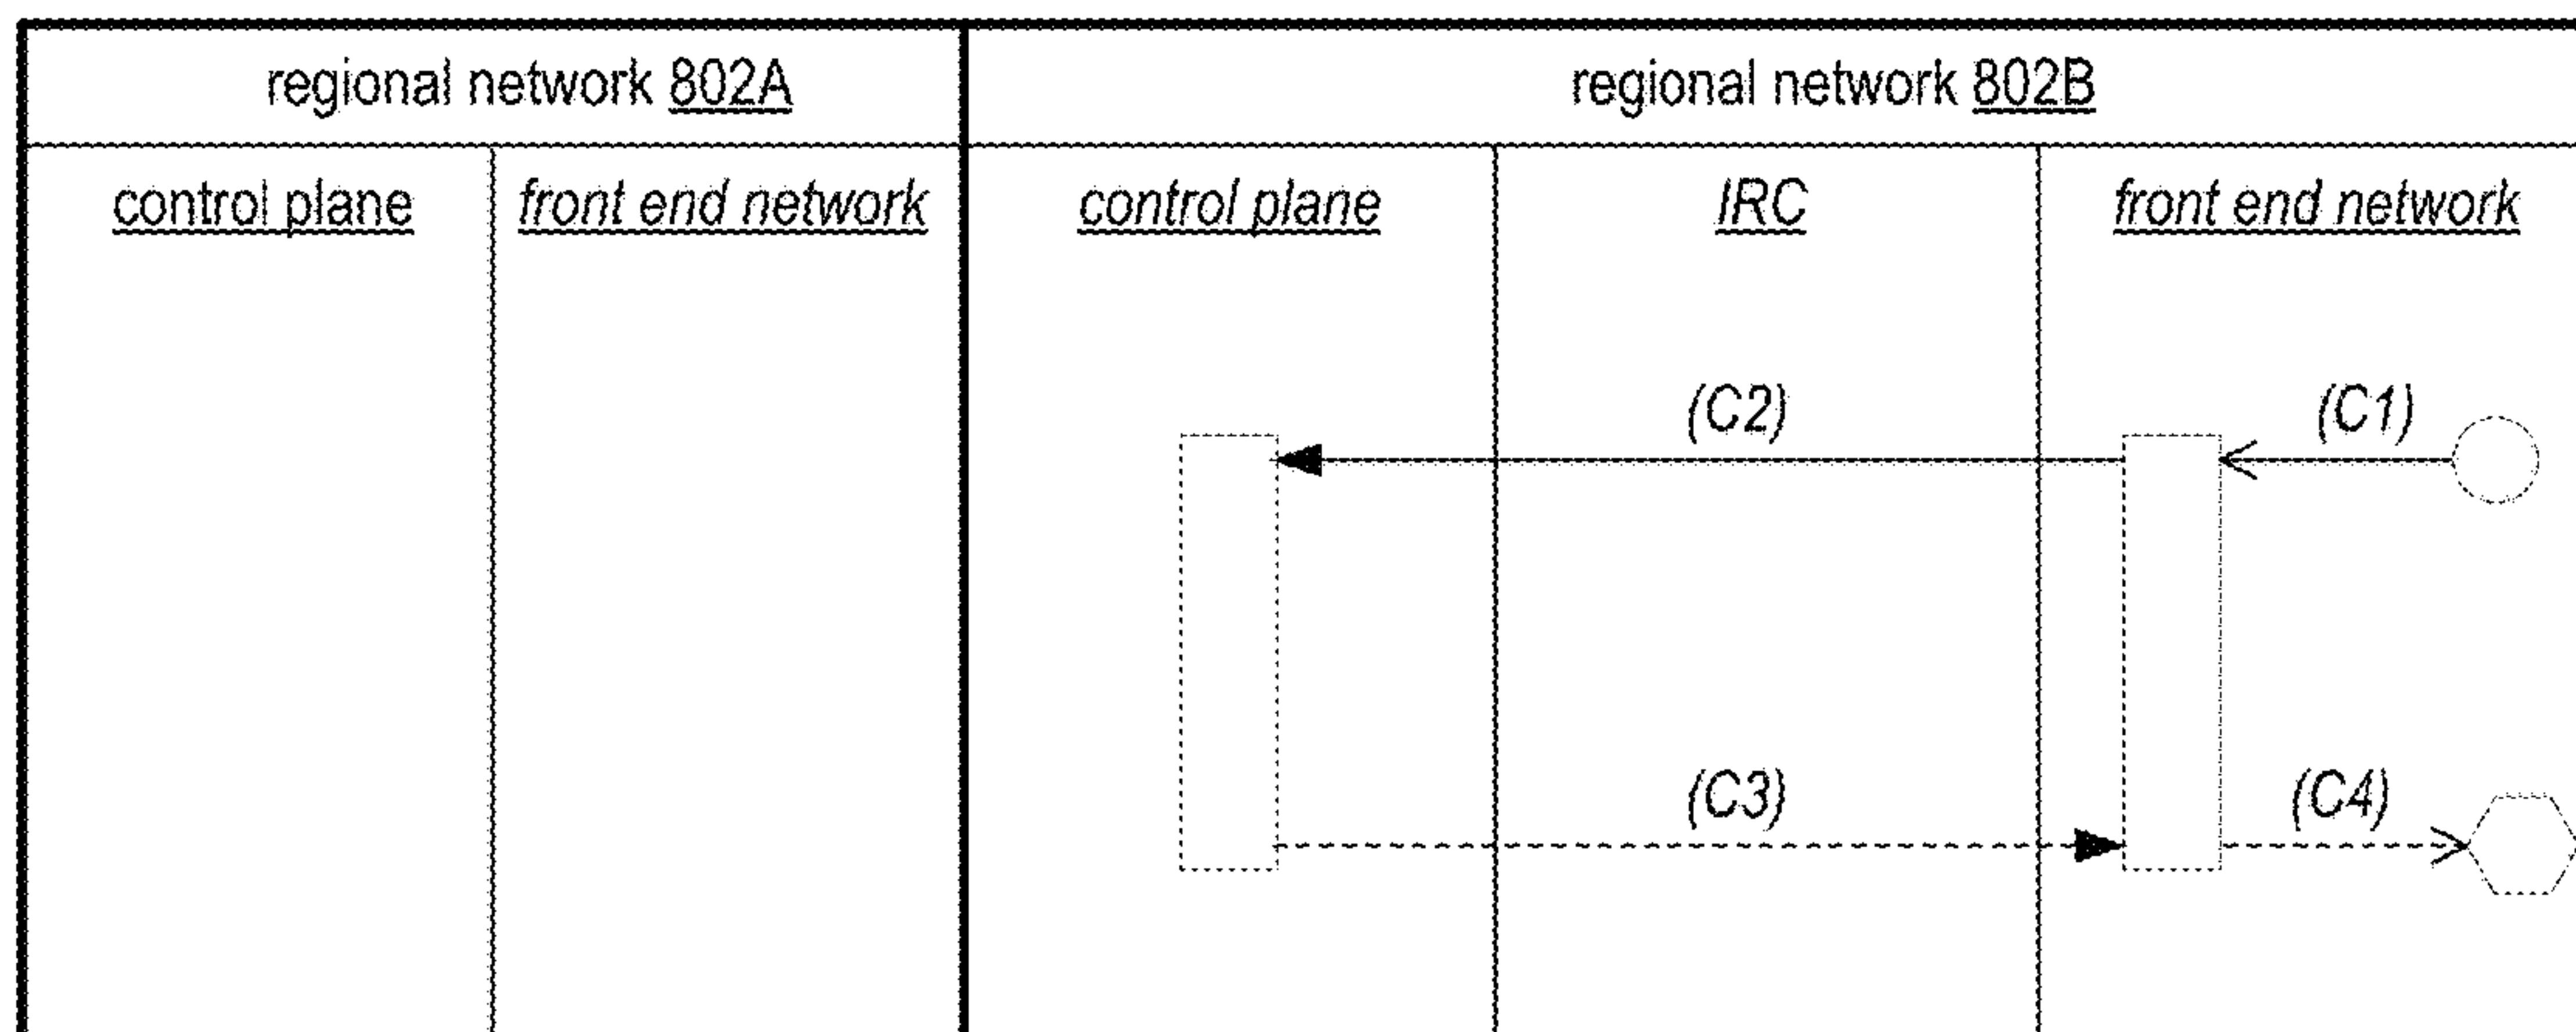 regional network 802A
regional network 802B
control plane
front end network
control plane
IRC
front end network
(C2)
(C1)
(C3)
(C4)